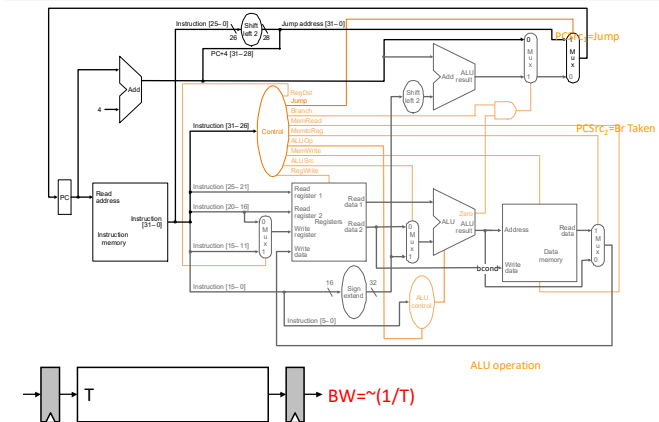 Instruction [25–0]
Shift
left 2
26
28
Jump address [31–0]
PC+4 [31–28]
0
M
u
x
1
1
M
u
x
0
PCSrc1=Jump
Add
4
Add
ALU
result
Shift
left 2
RegDst
Jump
Branch
MemRead
MemtoReg
ALUOp
MemWrite
ALUSrc
RegWrite
Control
Instruction [31–26]
PCSrc2=Br Taken
PC
Read
address
Instruction
[31–0]
Instruction
memory
Instruction [25–21]
Instruction [20–16]
Instruction [15–11]
0
M
u
x
1
Read
register 1
Read
register 2
Write
register
Write
data
Registers
Read
data 1
Read
data 2
0
M
u
x
1
Zero
ALU
ALU
result
bcond
Address
Write
data
Read
data
Data
memory
1
M
u
x
0
Instruction [15–0]
16
Sign
extend
32
ALU
control
Instruction [5–0]
ALU operation
T
BW=~(1/T)